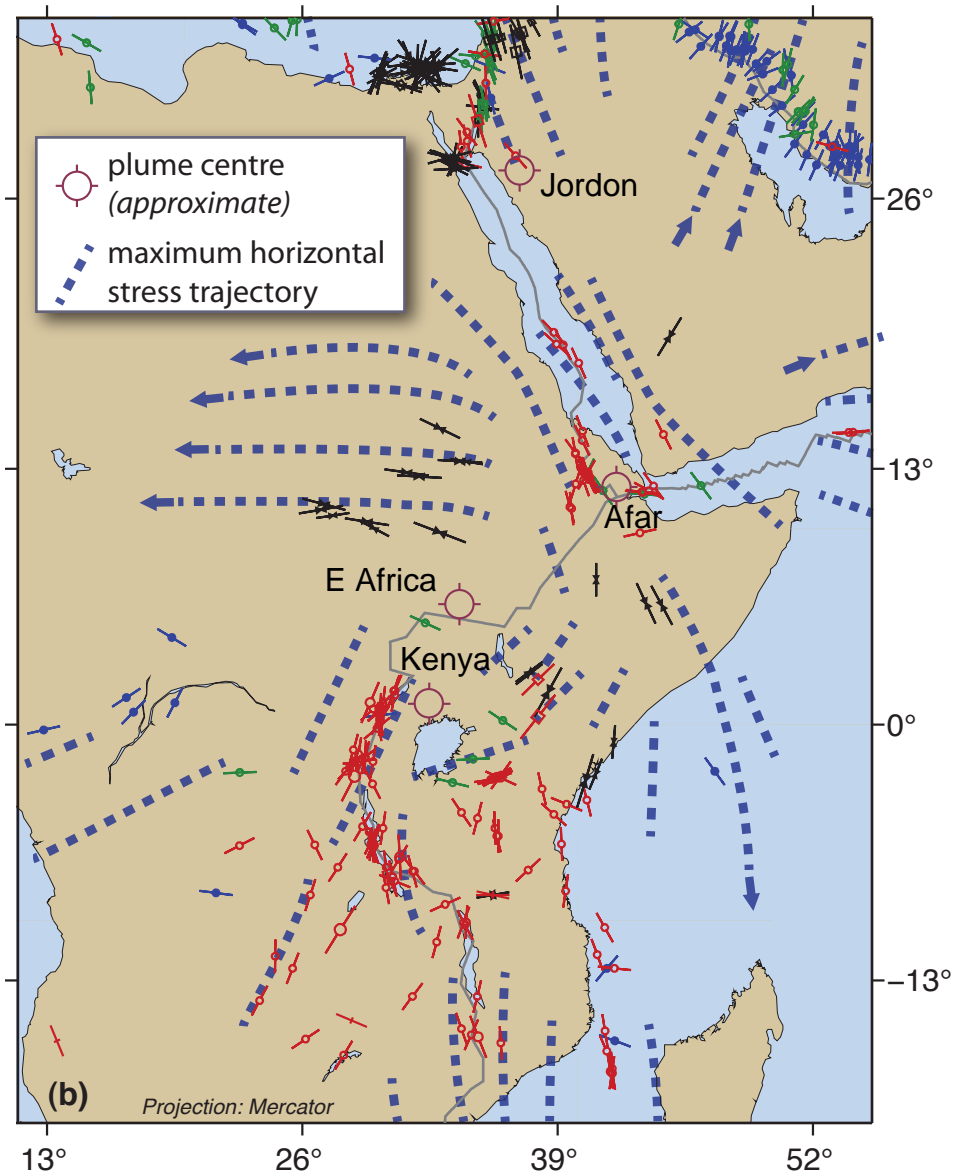 plume centre
(approximate)
maximum horizontal
stress trajectory
Jordon
26°
13°
Afar
E Africa
Kenya
0°
−13°
(b)
Projection: Mercator
13°
26°
39°
52°